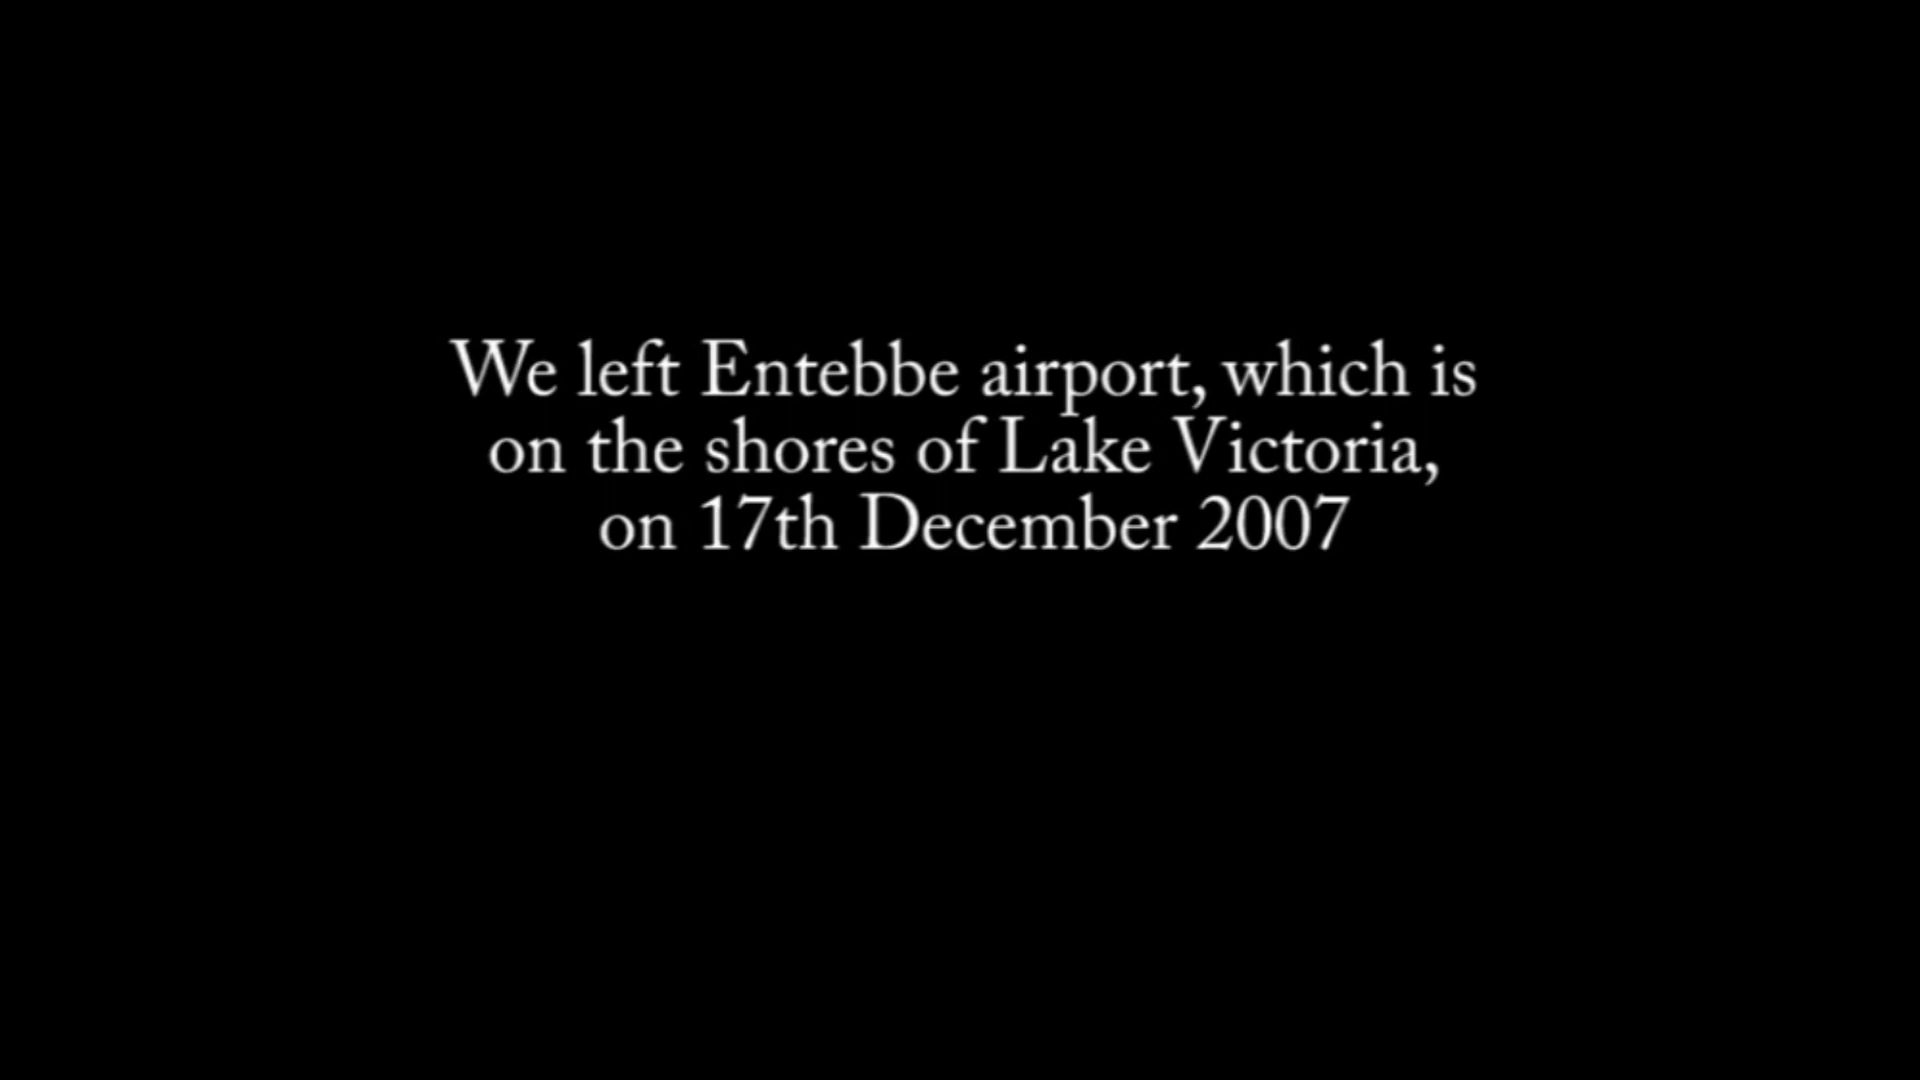 We left Entebbe airport, which is
on the shores of Lake Victoria,
on 17th December 2007